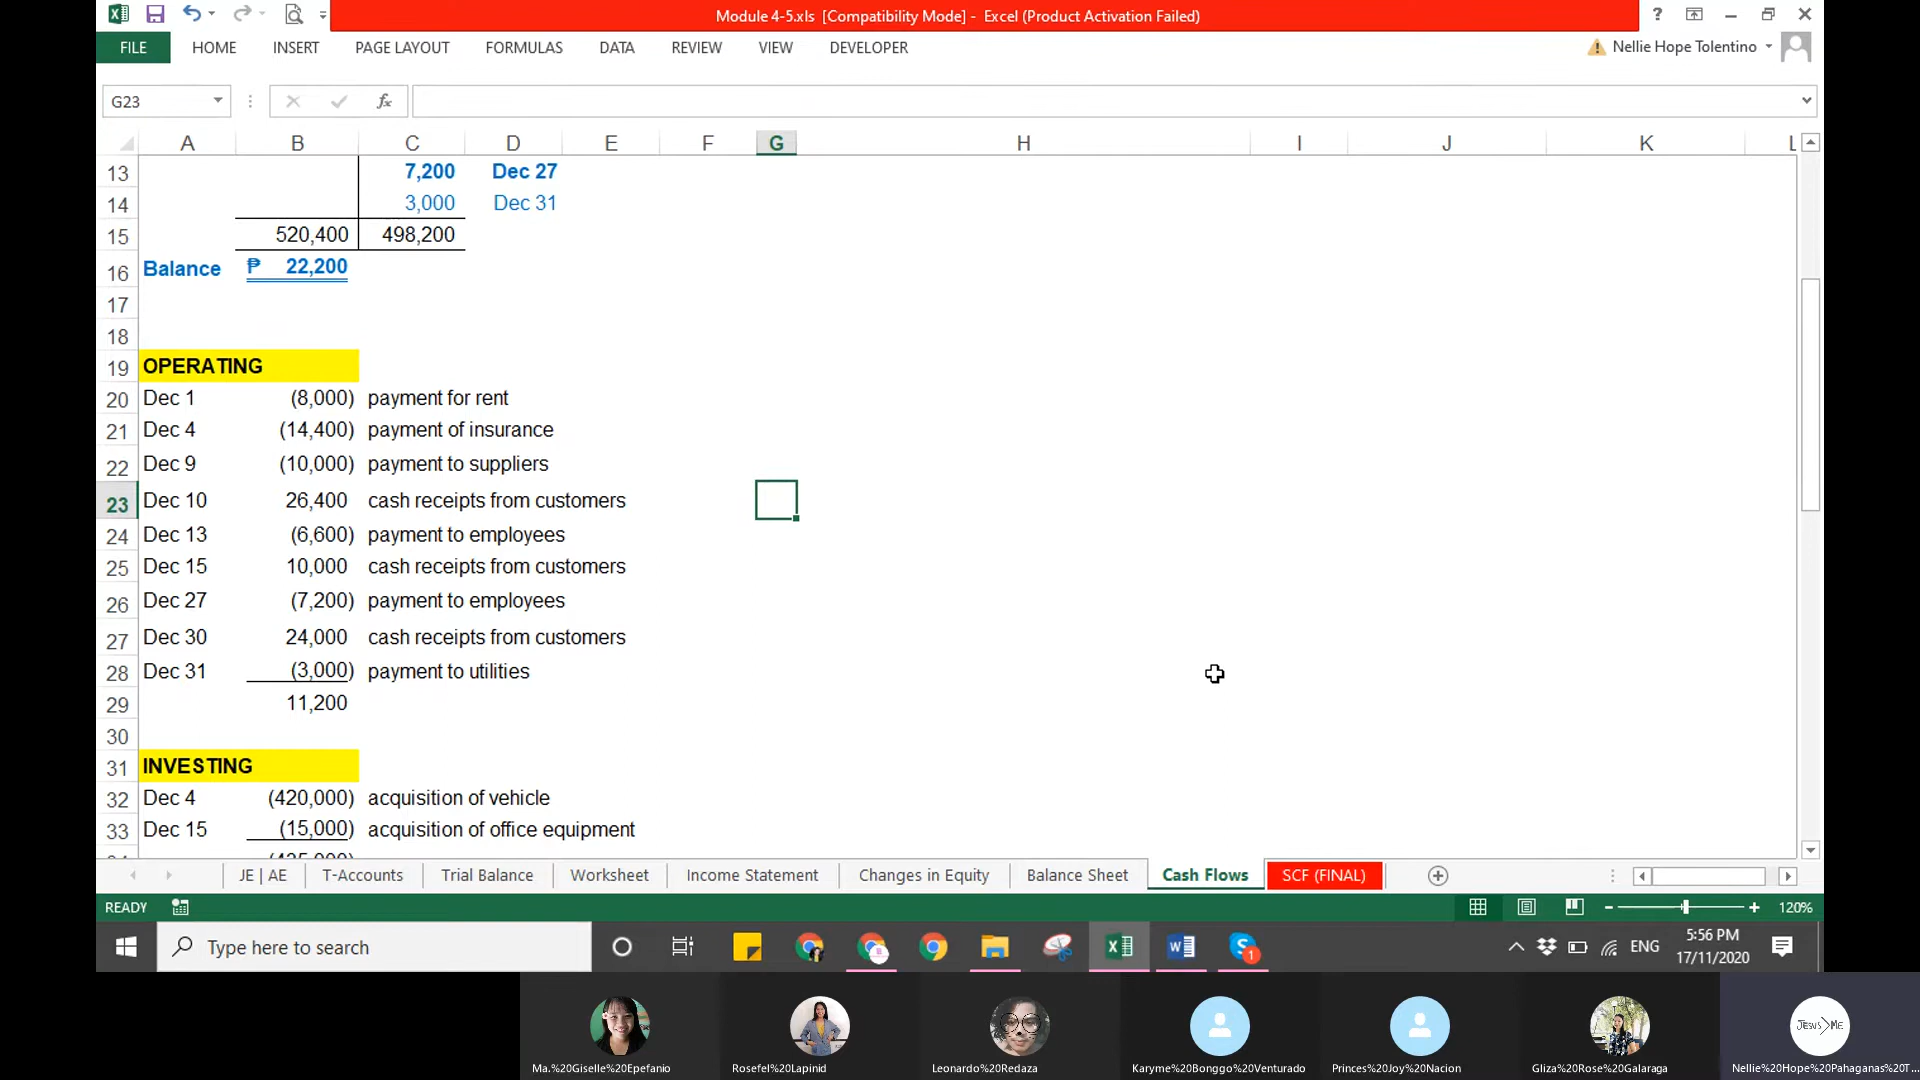 Module 4-5.xls [Compatibility Mode] - Excel (Product Activation Failed)
?
FILE HOME INSERT PAGE LAYOUT FORMULAS DATA REVIEW VIEW DEVELOPER
Nellie Hope Tolentino
G23
fx
A B C D E F G H I J K L
13 7,200 Dec 27
14 3,000 Dec 31
15 520,400 498,200
16 Balance ₱ 22,200
17
18
19 OPERATING
20 Dec 1 (8,000) payment for rent
21 Dec 4 (14,400) payment of insurance
22 Dec 9 (10,000) payment to suppliers
23 Dec 10 26,400 cash receipts from customers
24 Dec 13 (6,600) payment to employees
25 Dec 15 10,000 cash receipts from customers
26 Dec 27 (7,200) payment to employees
27 Dec 30 24,000 cash receipts from customers
28 Dec 31 (3,000) payment to utilities
29 11,200
30
31 INVESTING
32 Dec 4 (420,000) acquisition of vehicle
33 Dec 15 (15,000) acquisition of office equipment
JE | AE T-Accounts Trial Balance Worksheet Income Statement Changes in Equity Balance Sheet Cash Flows SCF (FINAL)
READY
120%
Type here to search
1
ENG
5:56 PM
17/11/2020
JESUS>ME
Ma.%20Giselle%20Epefanio
Rosefel%20Lapinid
Leonardo%20Redaza
Karyme%20Bonggo%20Venturado
Princes%20Joy%20Nacion
Gliza%20Rose%20Galaraga
Nellie%20Hope%20Pahaganas%20T...